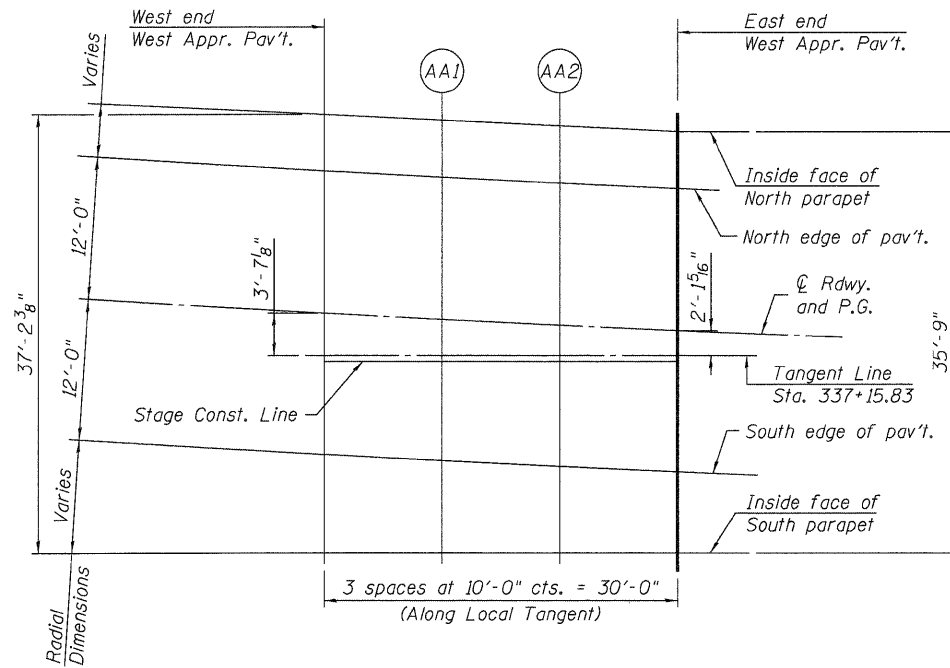 West end
West Appr. Pav't.
East end
West Appr. Pav't.
Varies
AA1
AA2
Inside face of
North parapet
North edge of pav't.
12'-0"
3'-7 1/8"
2'-1 5/16"
℄ Rdwy.
and P.G.
37'-2 3/8"
35'-9"
12'-0"
Tangent Line
Sta. 337+15.83
Stage Const. Line
South edge of pav't.
Varies
Inside face of
South parapet
3 spaces at 10'-0" cts. = 30'-0"
(Along Local Tangent)
Radial
Dimensions